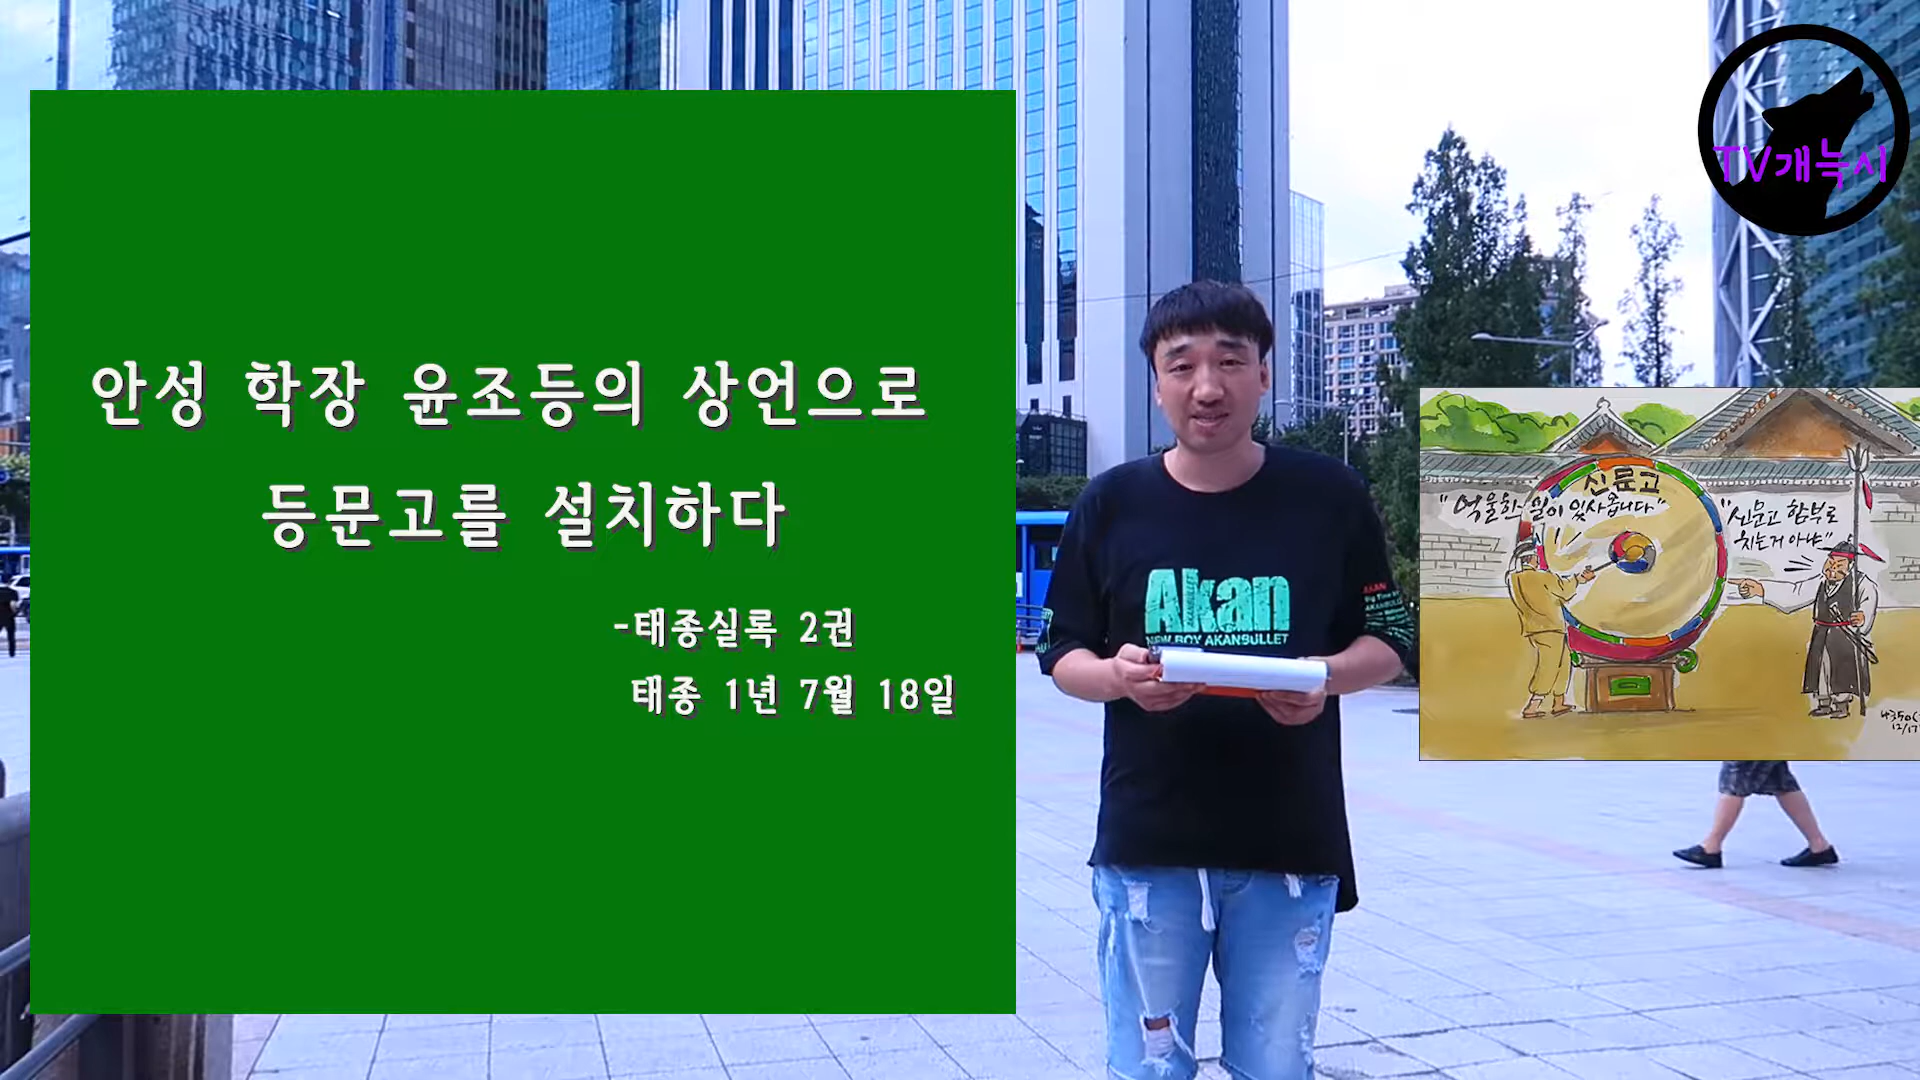 안성 학장 윤조등의 상언으로
등문고를 설치하다
-태종실록 2권
태종 1년 7월 18일
TV개늑시
Akan
NEW BOY AKANBULLET
AKAN
신문고
"억울한 일이 있사옵니다"
"신문고 함부로
치는거 아냐"
12/17